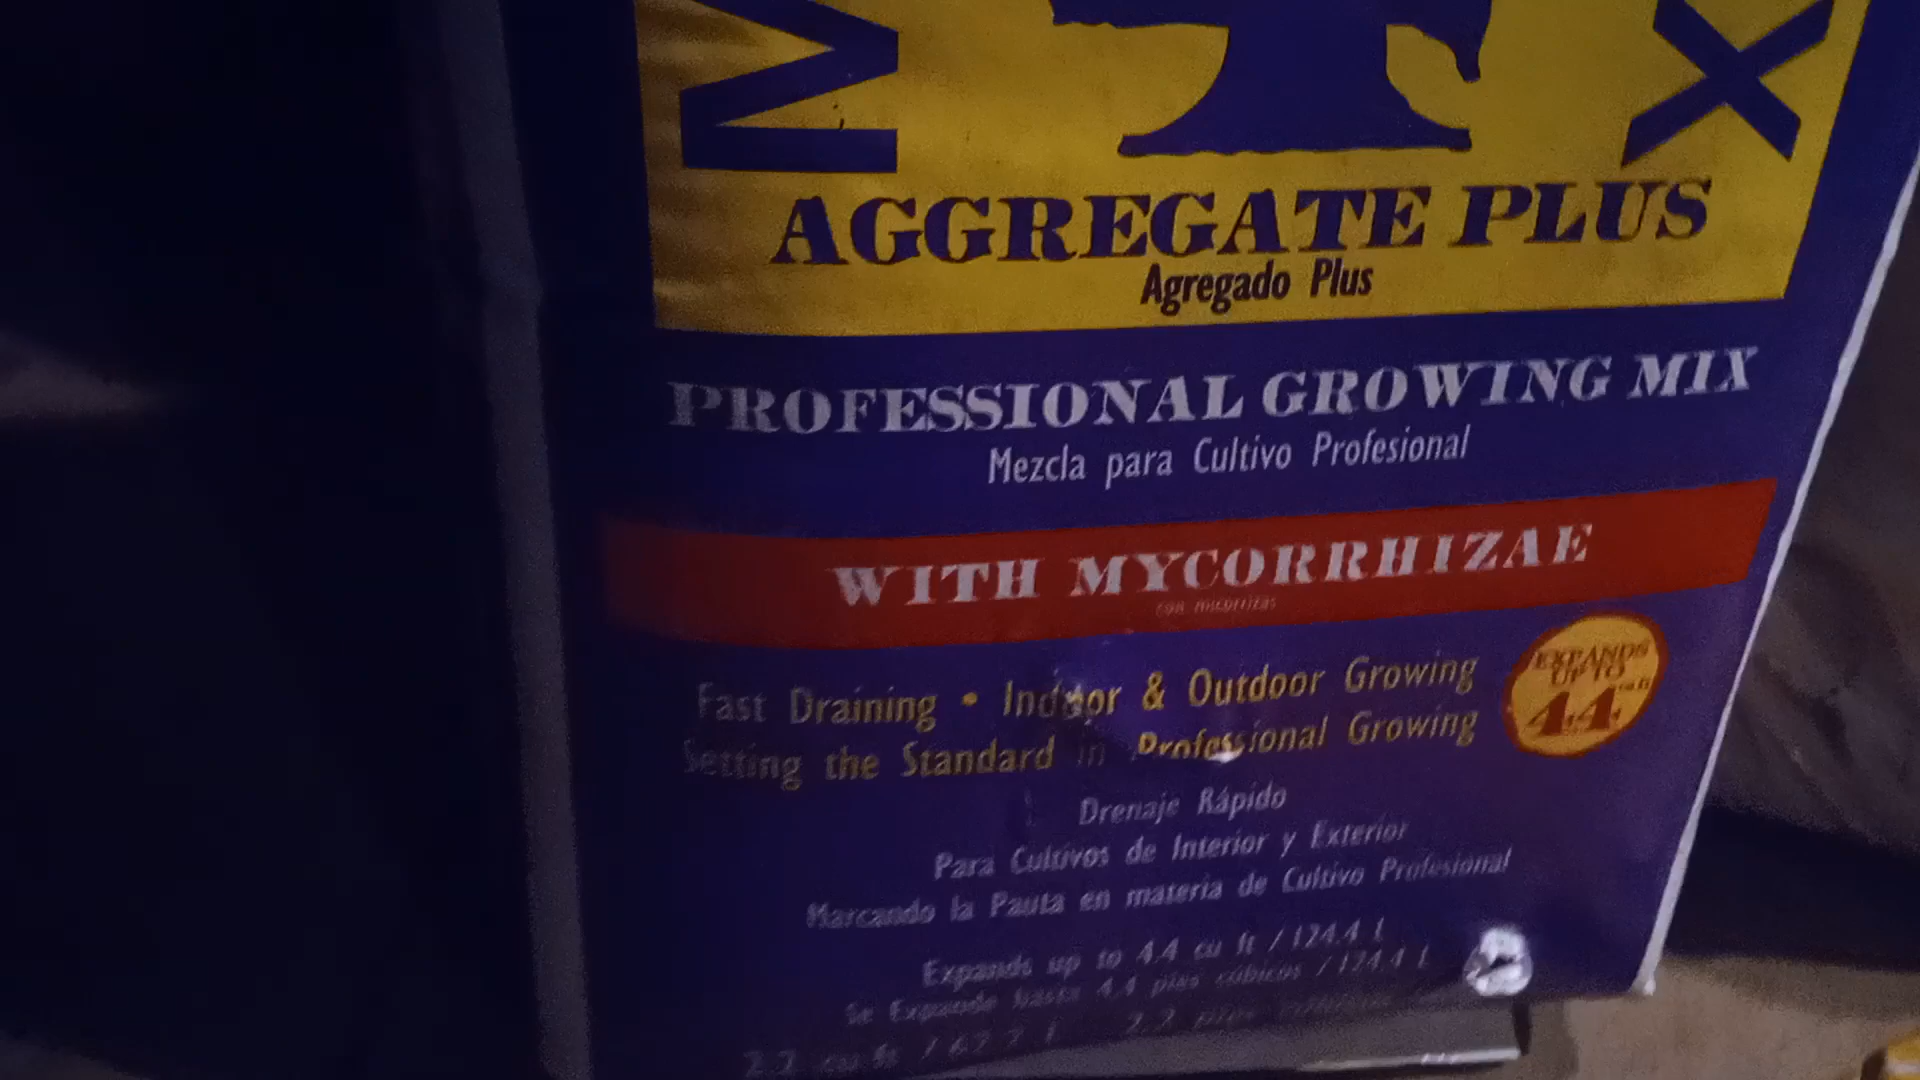 M X
AGGREGATE PLUS
Agregado Plus
PROFESSIONAL GROWING MIX
Mezcla para Cultivo Profesional
WITH MYCORRHIZAE
con micorrizas
Fast Draining • Indoor & Outdoor Growing
Setting the Standard in Professional Growing
EXPANDS
UP TO
4.4 cu ft
Drenaje Rápido
Para Cultivos de Interior y Exterior
Marcando la Pauta en materia de Cultivo Profesional
Expands up to 4.4 cu ft / 124.4 L
Se Expande hasta 4.4 pies cúbicos / 124.4 L
2.2 cu ft / 62.2 L 2.2 pies